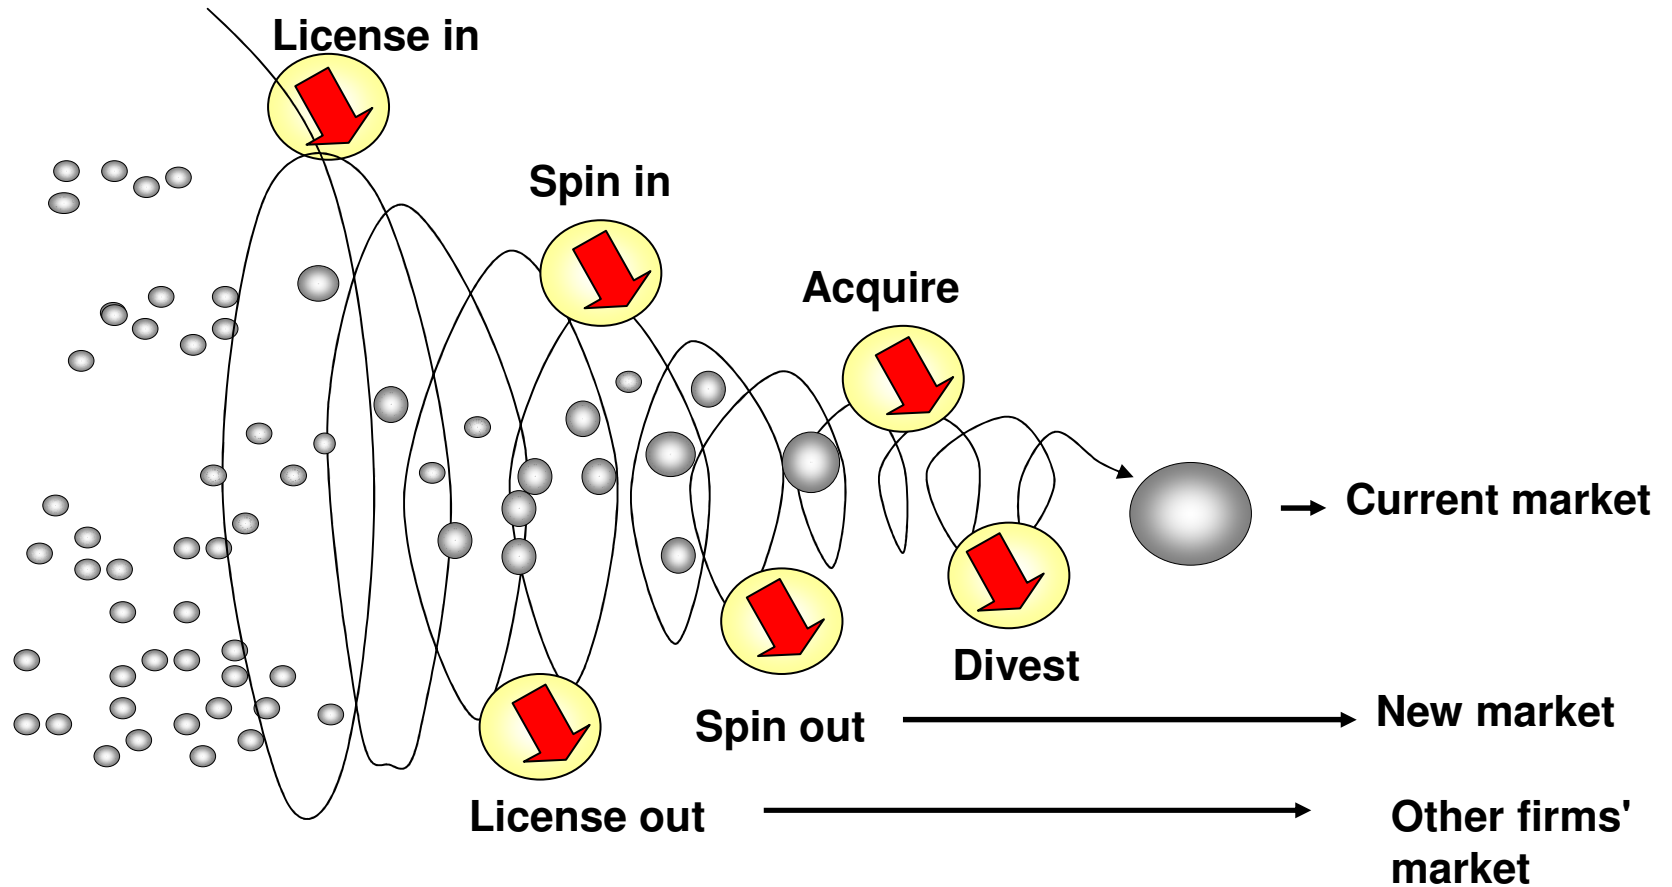 License in
Spin in
Acquire
Current market
Divest
New market
Spin out
License out
Other firms'
market